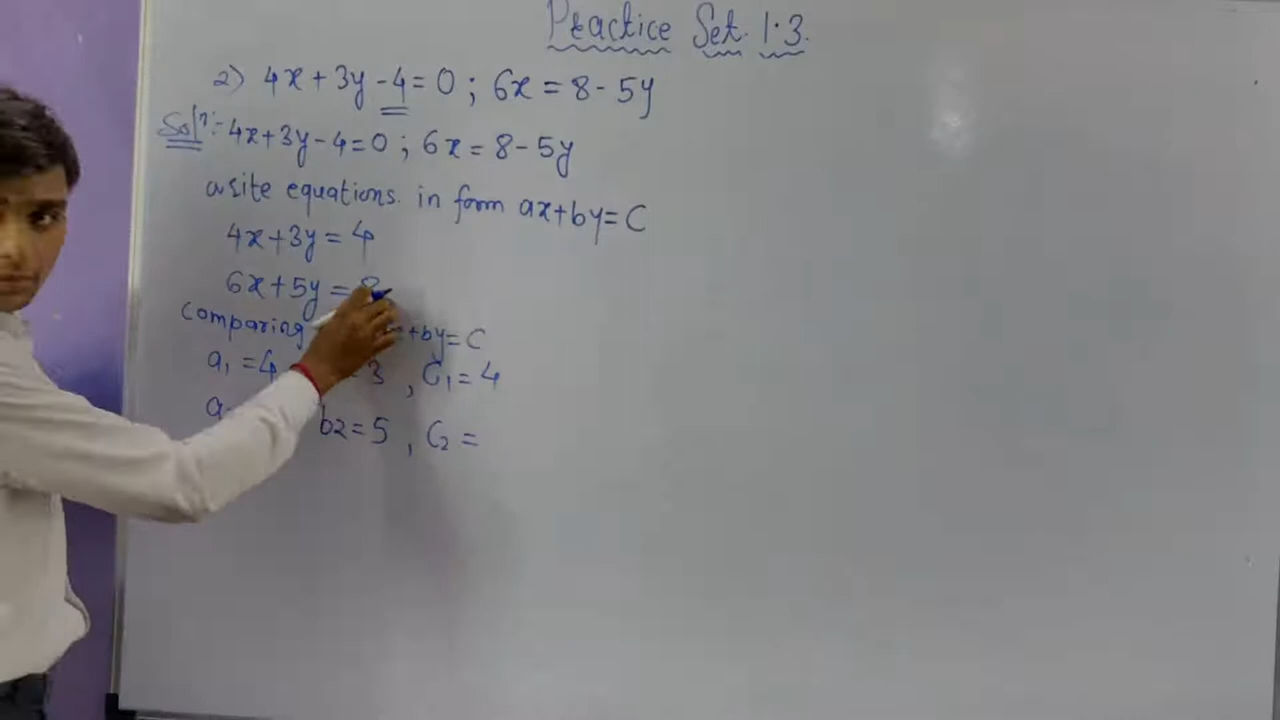 Practice Set 1.3.
2) 4x + 3y - 4 = 0 ; 6x = 8 - 5y
Solⁿ:- 4x + 3y - 4 = 0 ; 6x = 8 - 5y
write equations. in form ax + by = C
4x + 3y = 4
6x + 5y = 8
Comparing +by = C
a₁ = 4 = 3 , C₁ = 4
a b2 = 5 , C₂ =